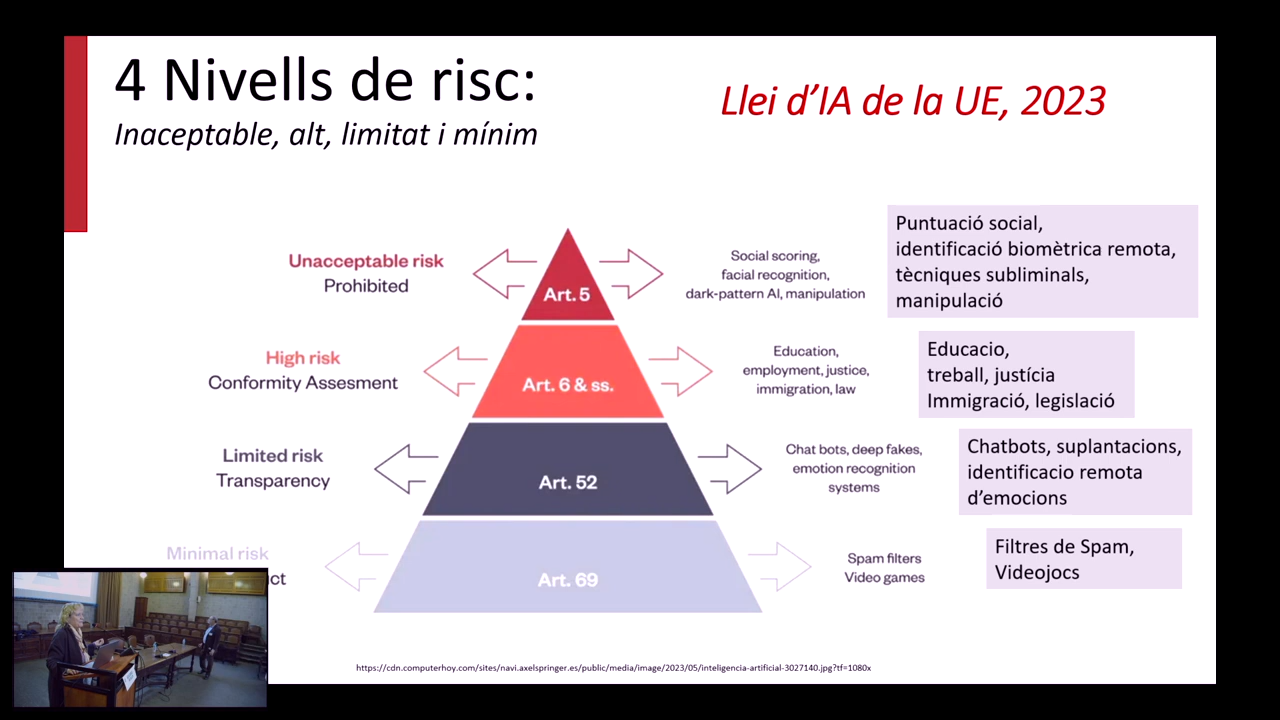 4 Nivells de risc:
Inaceptable, alt, limitat i mínim
Llei d'IA de la UE, 2023
Unacceptable risk
Prohibited
Art. 5
Social scoring,
facial recognition,
dark-pattern AI, manipulation
Puntuació social,
identificació biomètrica remota,
tècniques subliminals,
manipulació
High risk
Conformity Assesment
Art. 6 & ss.
Education,
employment, justice,
immigration, law
Educacio,
treball, justícia
Immigració, legislació
Limited risk
Transparency
Art. 52
Chat bots, deep fakes,
emotion recognition
systems
Chatbots, suplantacions,
identificacio remota
d'emocions
Minimal risk
Art. 69
Spam filters
Video games
Filtres de Spam,
Videojocs
https://cdn.computerhoy.com/sites/navi.axelspringer.es/public/media/image/2023/05/inteligencia-artificial-3027140.jpg?tf=1080x